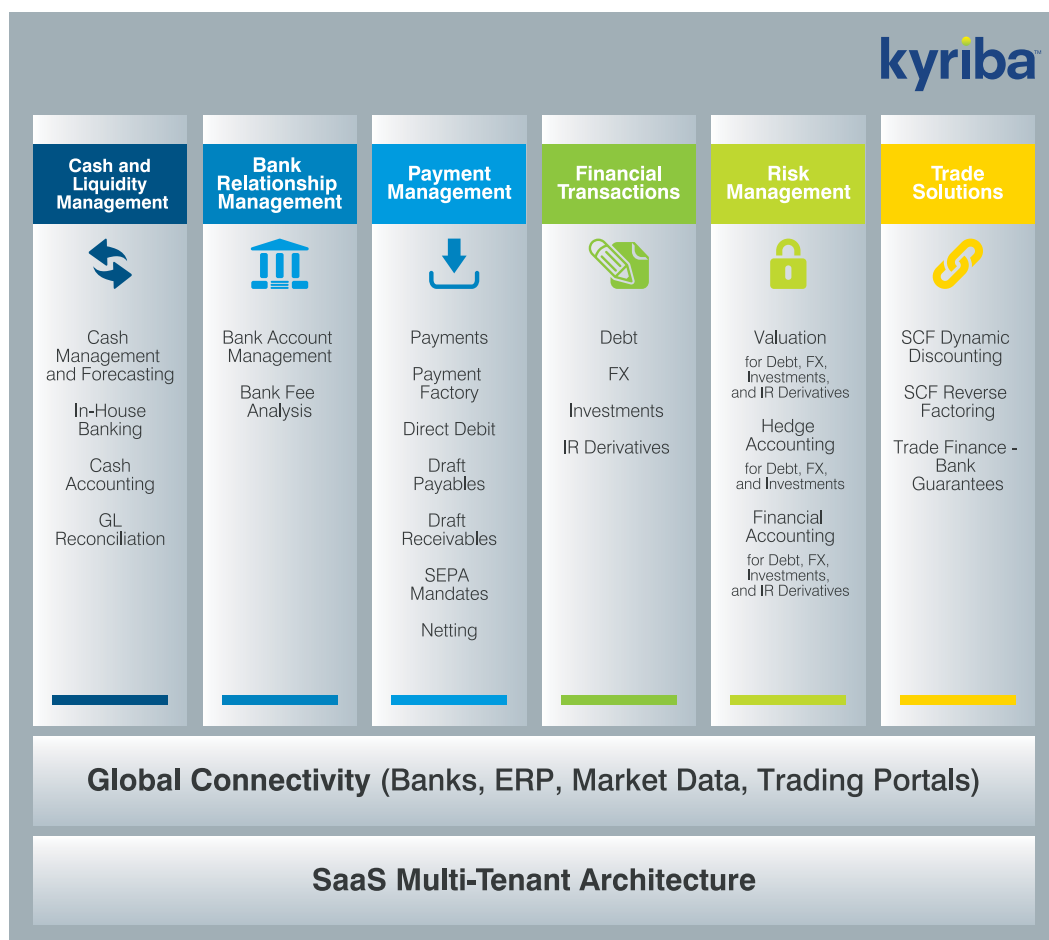 kyriba™
Cash and
Liquidity
Management
Cash
Management
and Forecasting
In-House
Banking
Cash
Accounting
GL
Reconciliation
Bank
Relationship
Management
Bank Account
Management
Bank Fee
Analysis
Payment
Management
Payments
Payment
Factory
Direct Debit
Draft
Payables
Draft
Receivables
SEPA
Mandates
Netting
Financial
Transactions
Debt
FX
Investments
IR Derivatives
Risk
Management
Valuation
for Debt, FX,
Investments,
and IR Derivatives
Hedge
Accounting
for Debt, FX,
and Investments
Financial
Accounting
for Debt, FX,
Investments,
and IR Derivatives
Trade
Solutions
SCF Dynamic
Discounting
SCF Reverse
Factoring
Trade Finance -
Bank
Guarantees
Global Connectivity (Banks, ERP, Market Data, Trading Portals)
SaaS Multi-Tenant Architecture